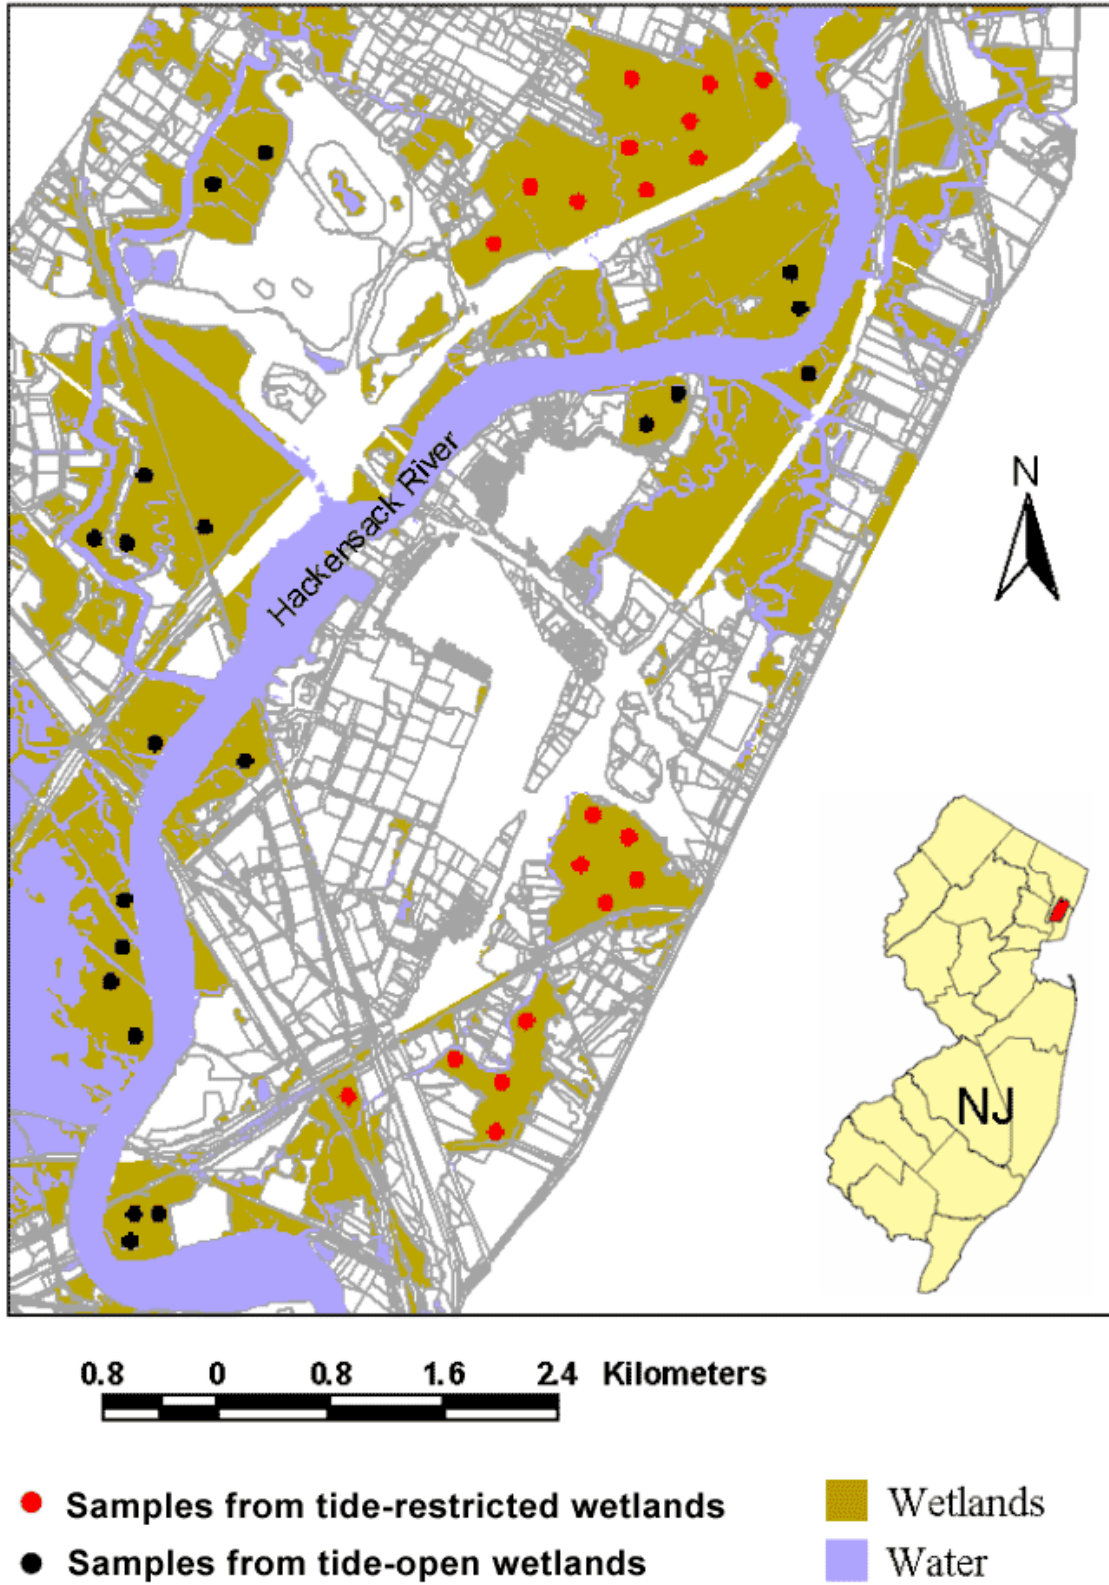 Hackensack River
N
NJ
0.8 0 0.8 1.6 2.4 Kilometers
Samples from tide-restricted wetlands
Samples from tide-open wetlands
Wetlands
Water